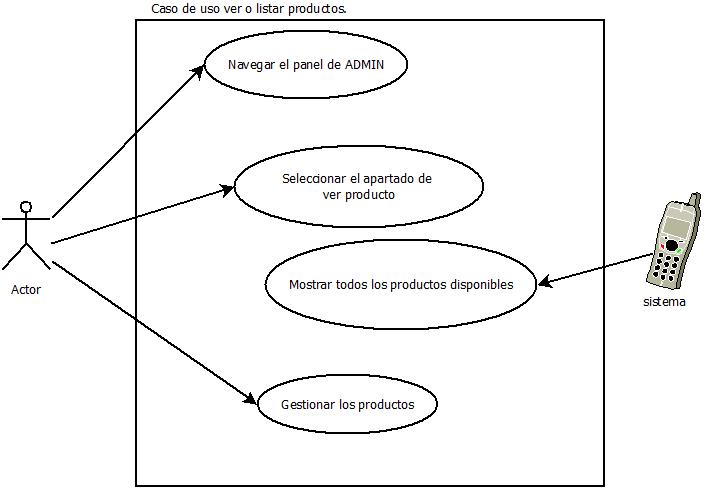 Caso de uso ver o listar productos.
Navegar el panel de ADMIN
Seleccionar el apartado de
ver producto
Mostrar todos los productos disponibles
Actor
sistema
Gestionar los productos